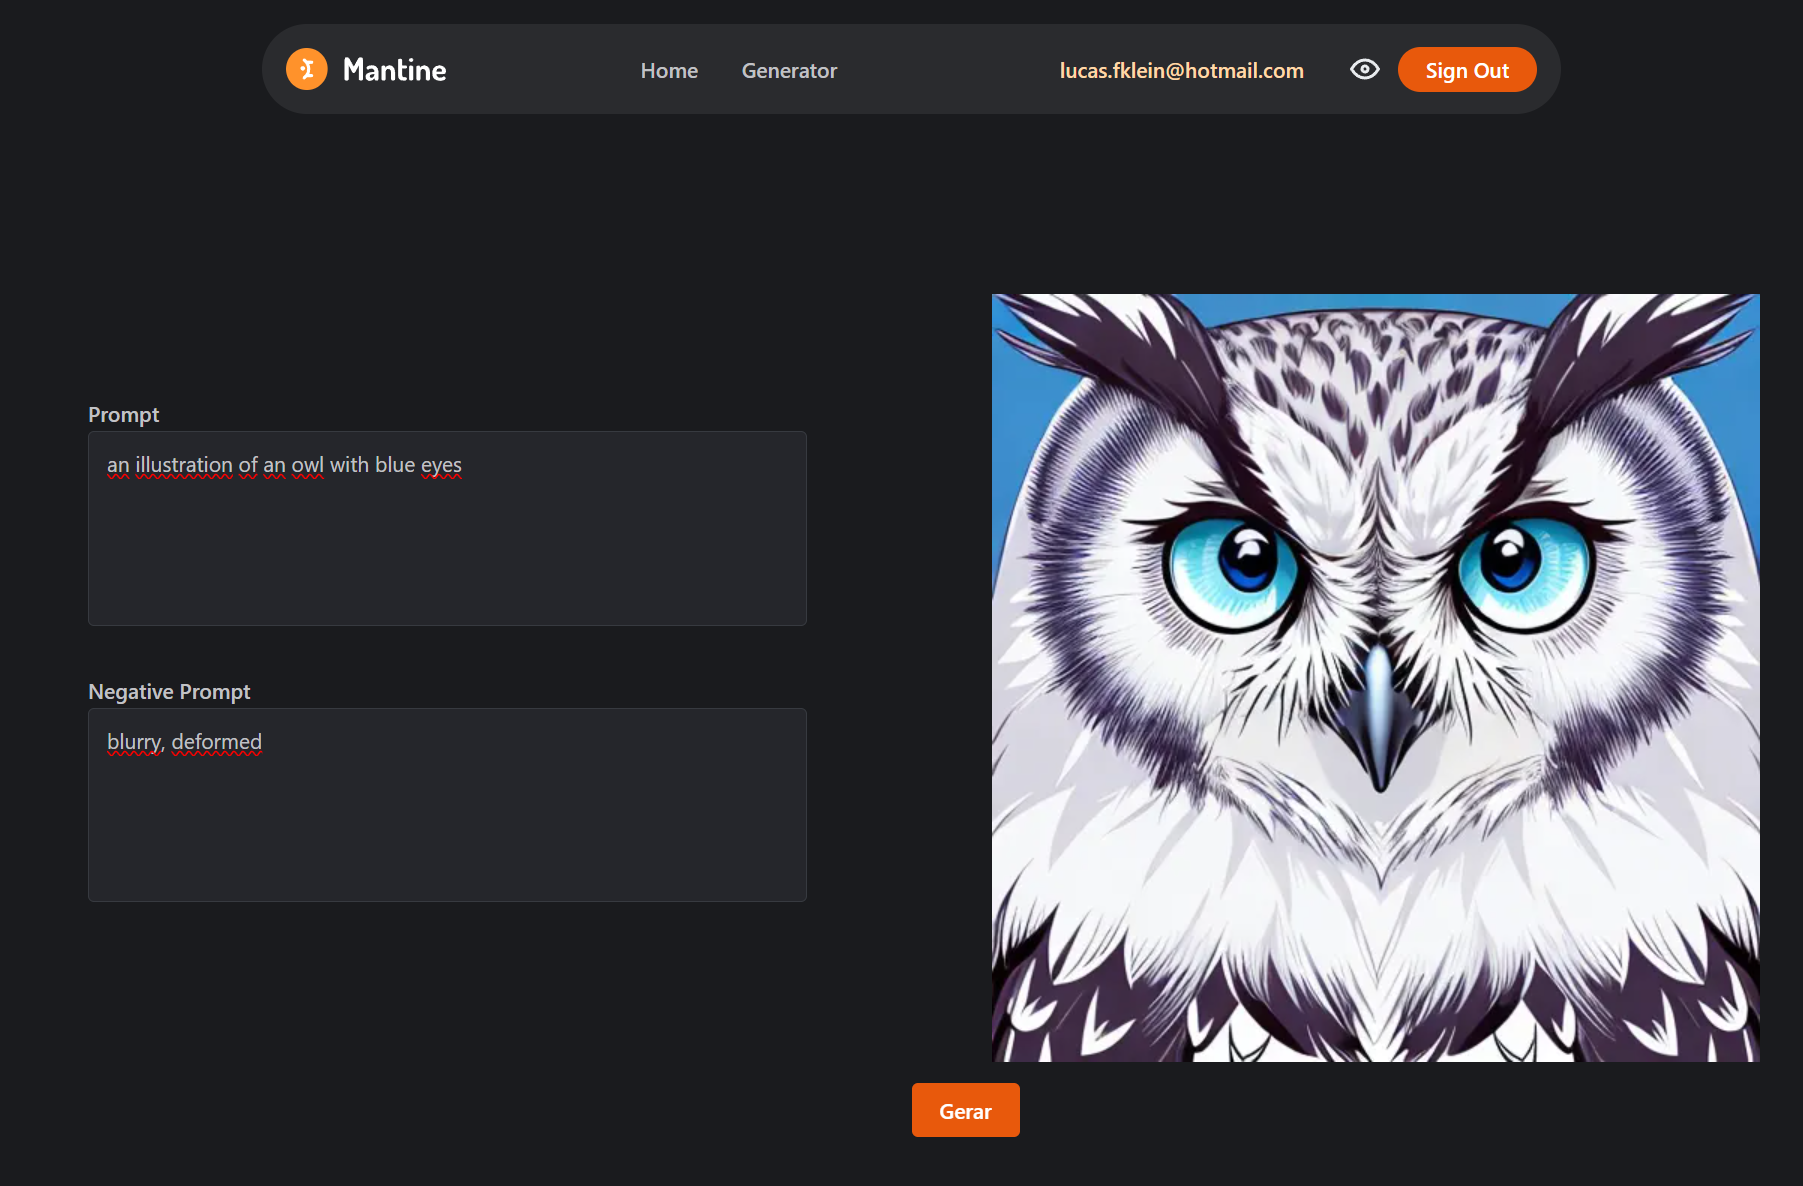 Mantine
Home
Generator
lucas.fklein@hotmail.com
Sign Out
Prompt
an illustration of an owl with blue eyes
Negative Prompt
blurry, deformed
Gerar